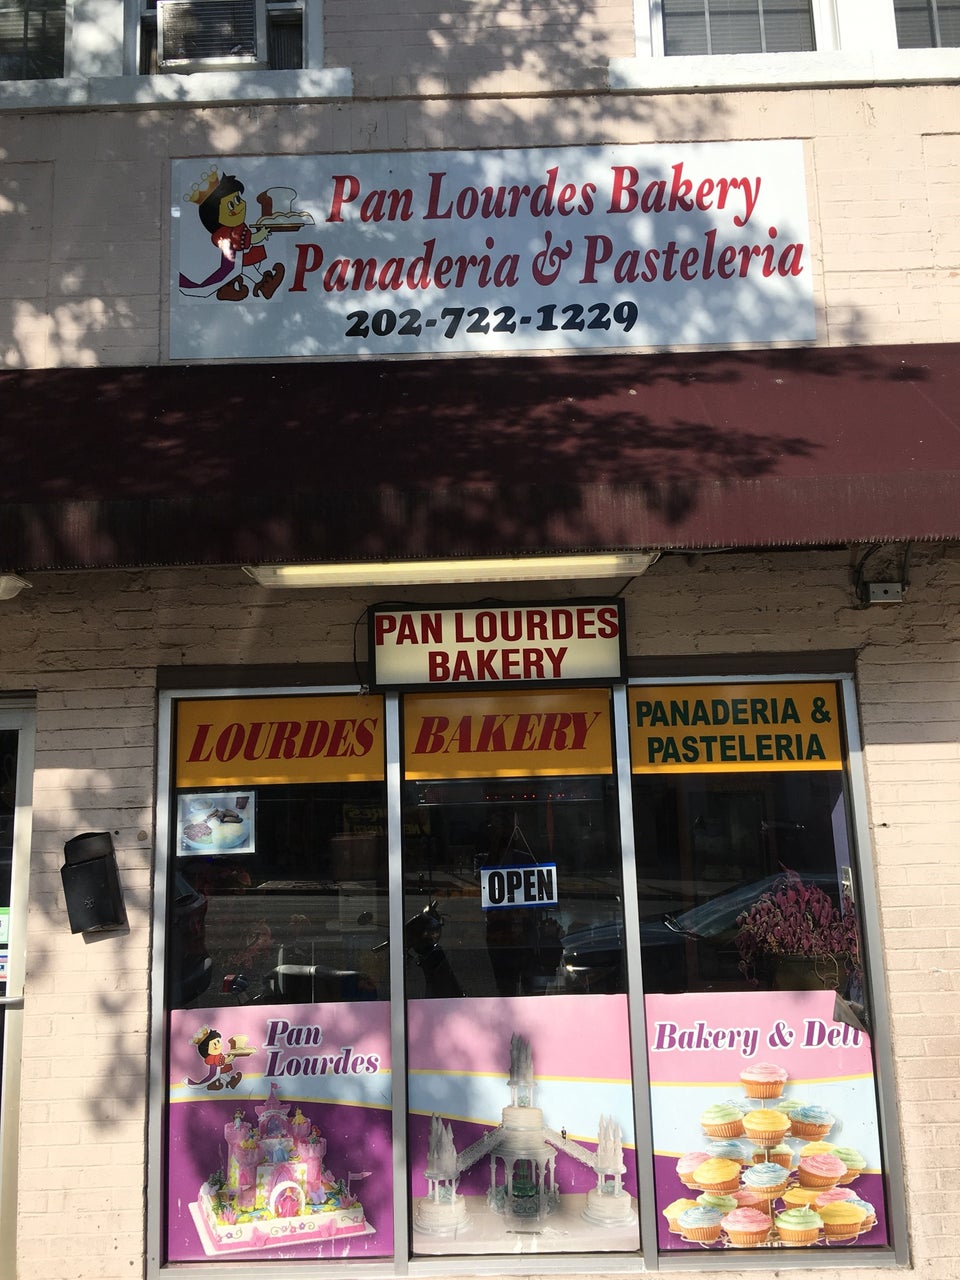 Pan Lourdes Bakery
Panaderia & Pasteleria
202-722-1229
PAN LOURDES
BAKERY
LOURDES
BAKERY
PANADERIA &
PASTELERIA
OPEN
Pan
Lourdes
Bakery & Deli